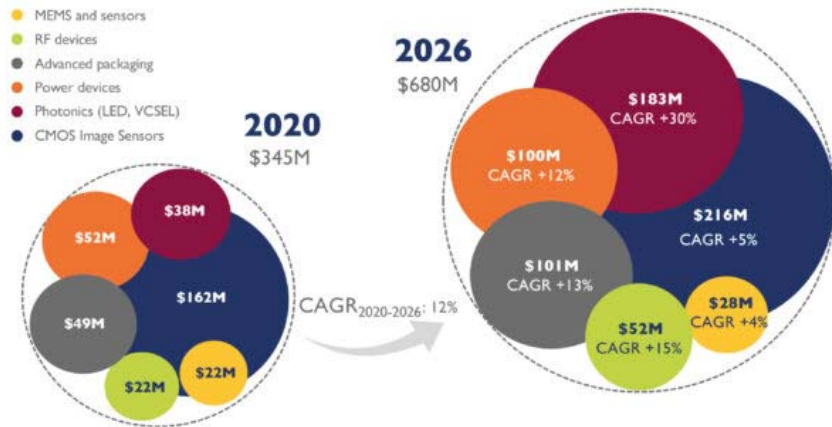 MEMS and sensors
RF devices
Advanced packaging
Power devices
Photonics (LED, VCSEL)
CMOS Image Sensors
2020
$345M
$38M
$52M
$162M
$49M
$22M
$22M
CAGR2020-2026: 12%
2026
$680M
$183M
CAGR +30%
$100M
CAGR +12%
$216M
CAGR +5%
$101M
CAGR +13%
$28M
CAGR +4%
$52M
CAGR +15%